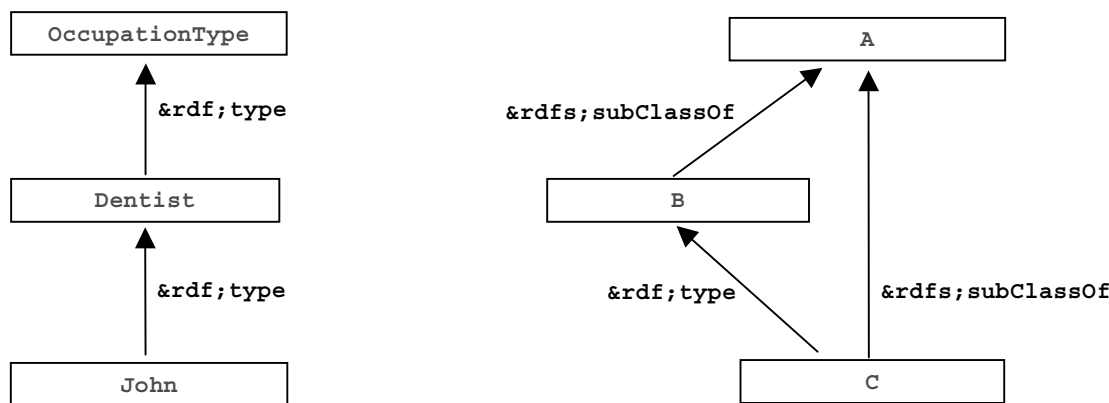 OccupationType
&rdf;type
Dentist
&rdf;type
John
A
&rdfs;subClassOf
B
&rdf;type
&rdfs;subClassOf
C